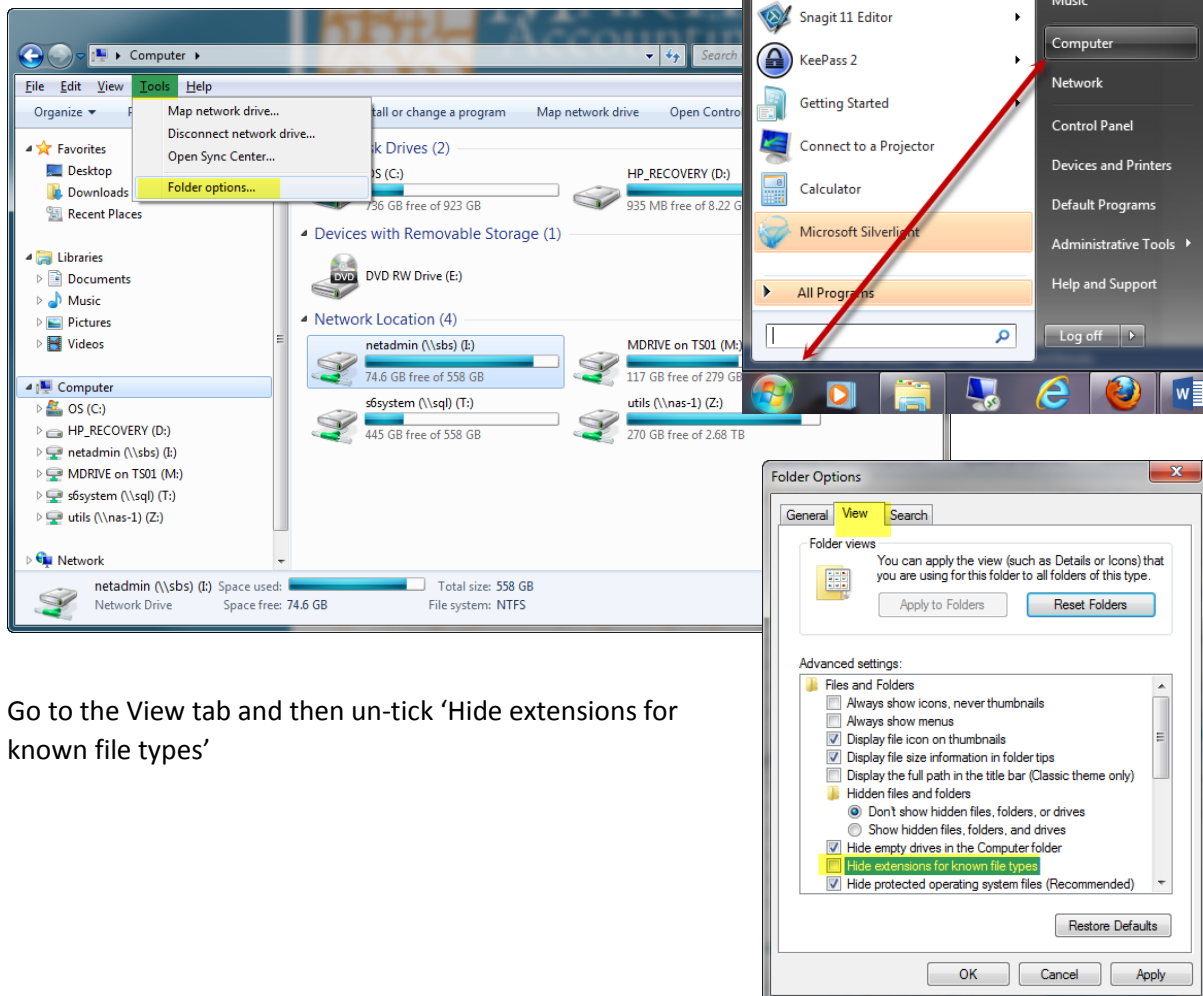 Accounting
Computer
Search
File Edit View Tools Help
Organize
tall or change a program Map network drive Open Contro
Map network drive...
Disconnect network drive...
Open Sync Center...
Folder options...
Favorites
Desktop
Downloads
Recent Places
Libraries
Documents
Music
Pictures
Videos
Computer
OS (C:)
HP_RECOVERY (D:)
netadmin (\\sbs) (I:)
MDRIVE on TS01 (M:)
s6system (\\sql) (T:)
utils (\\nas-1) (Z:)
Network
sk Drives (2)
OS (C:)
736 GB free of 923 GB
HP_RECOVERY (D:)
935 MB free of 8.22 G
Devices with Removable Storage (1)
DVD
DVD RW Drive (E:)
Network Location (4)
netadmin (\\sbs) (I:)
74.6 GB free of 558 GB
MDRIVE on TS01 (M:)
117 GB free of 279 GB
s6system (\\sql) (T:)
445 GB free of 558 GB
utils (\\nas-1) (Z:)
270 GB free of 2.68 TB
netadmin (\\sbs) (I:) Space used: Total size: 558 GB
Network Drive Space free: 74.6 GB File system: NTFS
Snagit 11 Editor
KeePass 2
Getting Started
Connect to a Projector
Calculator
Microsoft Silverlight
All Programs
Music
Computer
Network
Control Panel
Devices and Printers
Default Programs
Administrative Tools
Help and Support
Log off
W
Go to the View tab and then un-tick ‘Hide extensions for
known file types’
Folder Options
General View Search
Folder views
You can apply the view (such as Details or Icons) that
you are using for this folder to all folders of this type.
Apply to Folders Reset Folders
Advanced settings:
Files and Folders
Always show icons, never thumbnails
Always show menus
Display file icon on thumbnails
Display file size information in folder tips
Display the full path in the title bar (Classic theme only)
Hidden files and folders
Don't show hidden files, folders, or drives
Show hidden files, folders, and drives
Hide empty drives in the Computer folder
Hide extensions for known file types
Hide protected operating system files (Recommended)
Restore Defaults
OK Cancel Apply